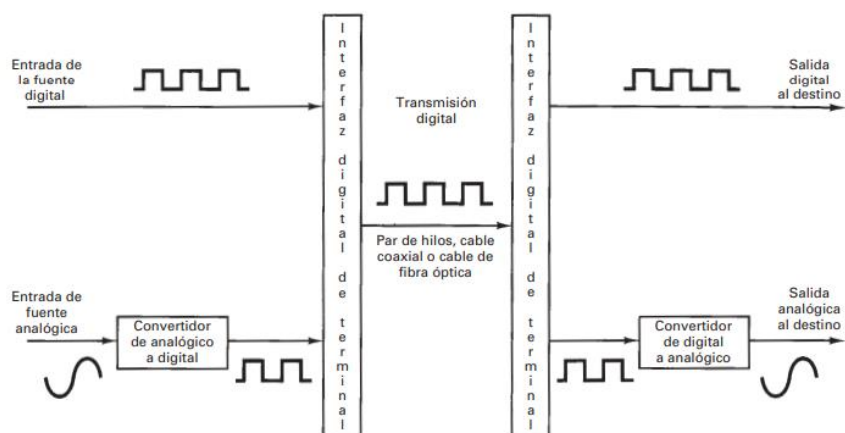 Entrada de
la fuente
digital
Interfaz digital de terminal
Transmisión
digital
Interfaz digital de terminal
Salida
digital
al destino
Par de hilos, cable
coaxial o cable de
fibra óptica
Entrada de
fuente
analógica
Convertidor
de analógico
a digital
Convertidor
de digital
a analógico
Salida
analógica
al destino